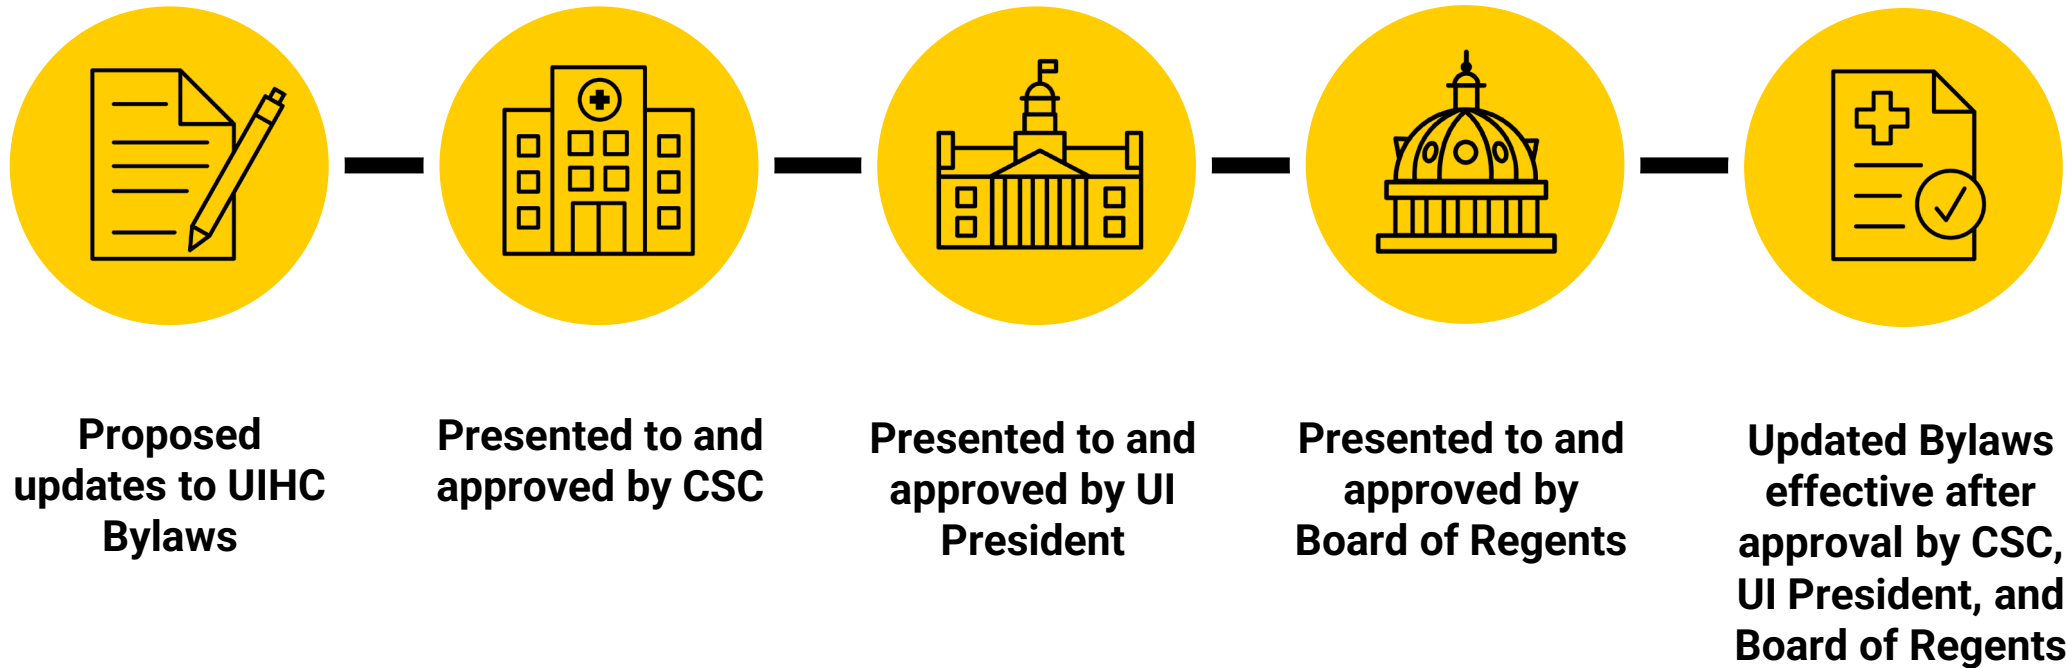 Proposed
updates to UIHC
Bylaws
Presented to and
approved by CSC
Presented to and
approved by UI
President
Presented to and
approved by
Board of Regents
Updated Bylaws
effective after
approval by CSC,
UI President, and
Board of Regents